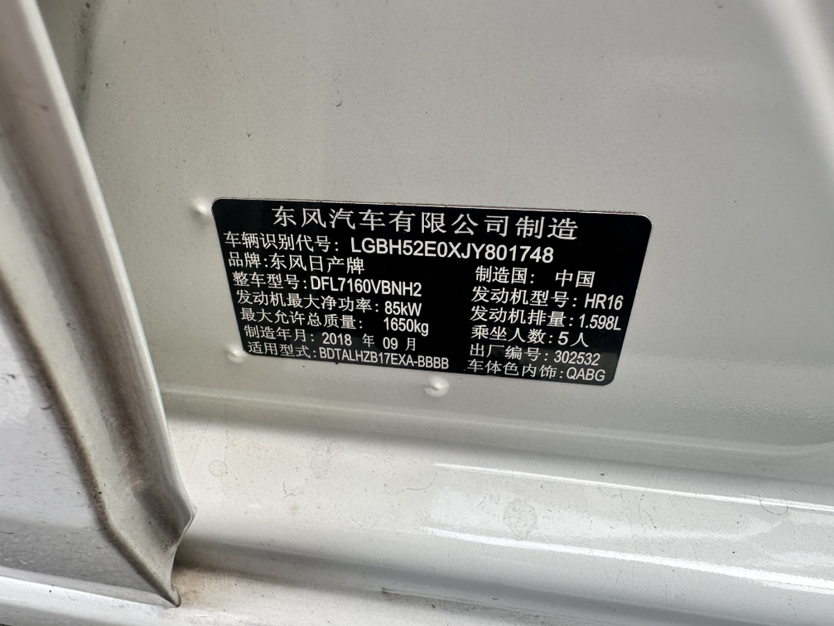 东风汽车有限公司制造
车辆识别代号: LGBH52E0XJY801748
品牌:东风日产牌 制造国: 中国
整车型号:DFL7160VBNH2 发动机型号: HR16
发动机最大净功率: 85kW 发动机排量: 1.598L
最大允许总质量: 1650kg 乘坐人数: 5人
制造年月: 2018 年 09 月 出厂编号: 302532
适用型式: BDTALHZB17EXA-BBBB 车体色内饰: QABG